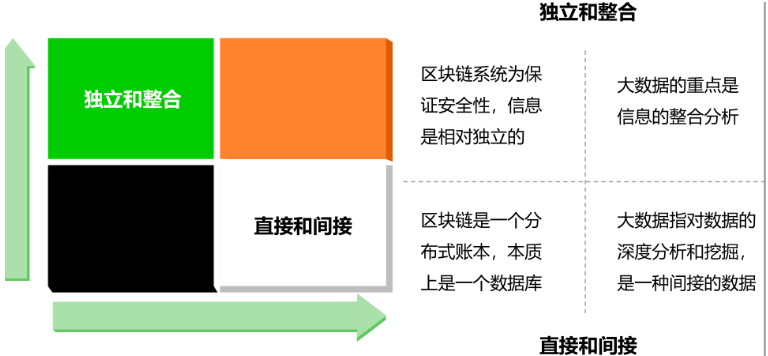 独立和整合
独立和整合
区块链系统为保
证安全性，信息
是相对独立的
大数据的重点是
信息的整合分析
直接和间接
区块链是一个分
布式账本，本质
上是一个数据库
大数据指对数据的
深度分析和挖掘，
是一种间接的数据
直接和间接